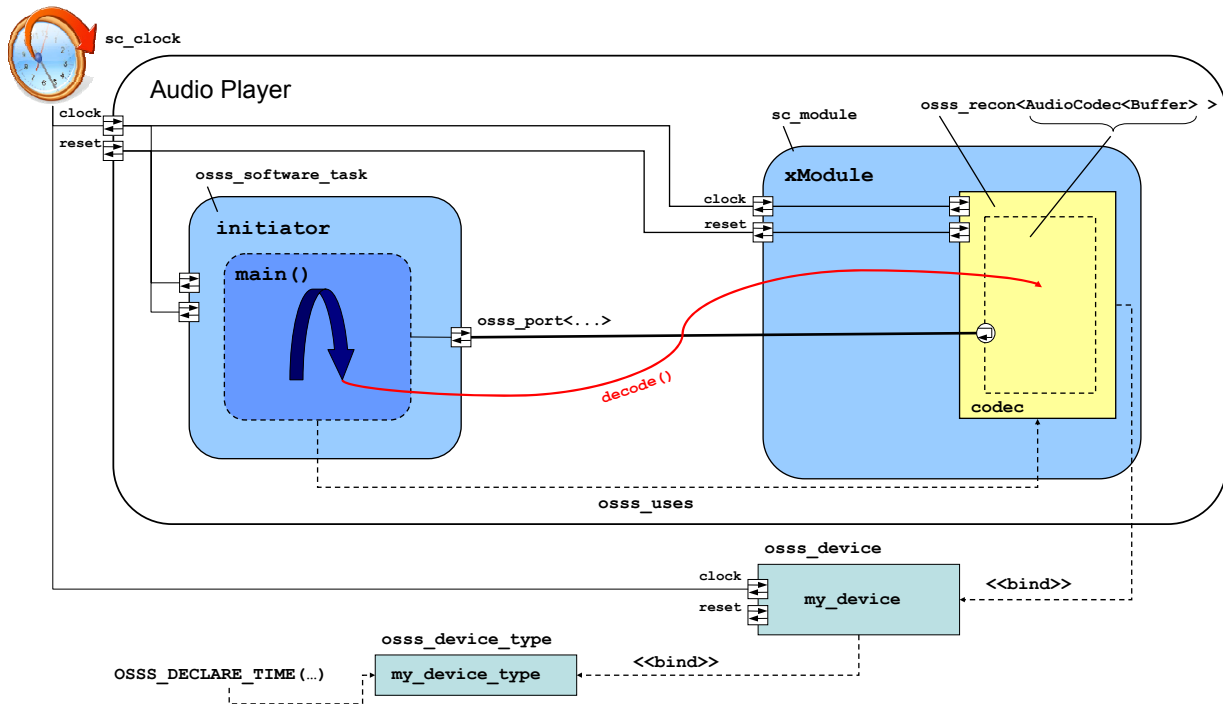 sc_clock
Audio Player
clock
reset
osss_recon<AudioCodec<Buffer> >
sc_module
xModule
osss_software_task
initiator
main()
clock
reset
osss_port<...>
decode()
codec
osss_uses
osss_device
clock
reset
my_device
<<bind>>
osss_device_type
OSSS_DECLARE_TIME(…)
my_device_type
<<bind>>